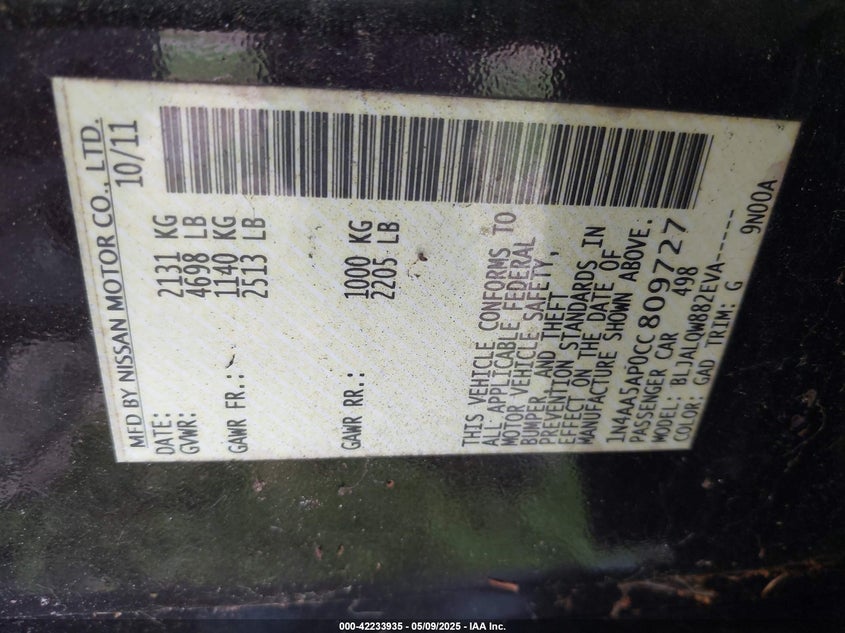 MFD BY NISSAN MOTOR CO., LTD.
DATE: 10/11
GVWR: 2131 KG
4698 LB
GAWR FR.: 1140 KG
2513 LB
GAWR RR.: 1000 KG
2205 LB
THIS VEHICLE CONFORMS TO
ALL APPLICABLE FEDERAL
MOTOR VEHICLE SAFETY,
BUMPER, AND THEFT
PREVENTION STANDARDS IN
EFFECT ON THE DATE OF
MANUFACTURE SHOWN ABOVE.
1N4AA5AP0CC809727
PASSENGER CAR 498
MODEL: BLJALQW882EVA-----
COLOR: GAD TRIM: G 9N00A
000-42233935 - 05/09/2025 - IAA Inc.